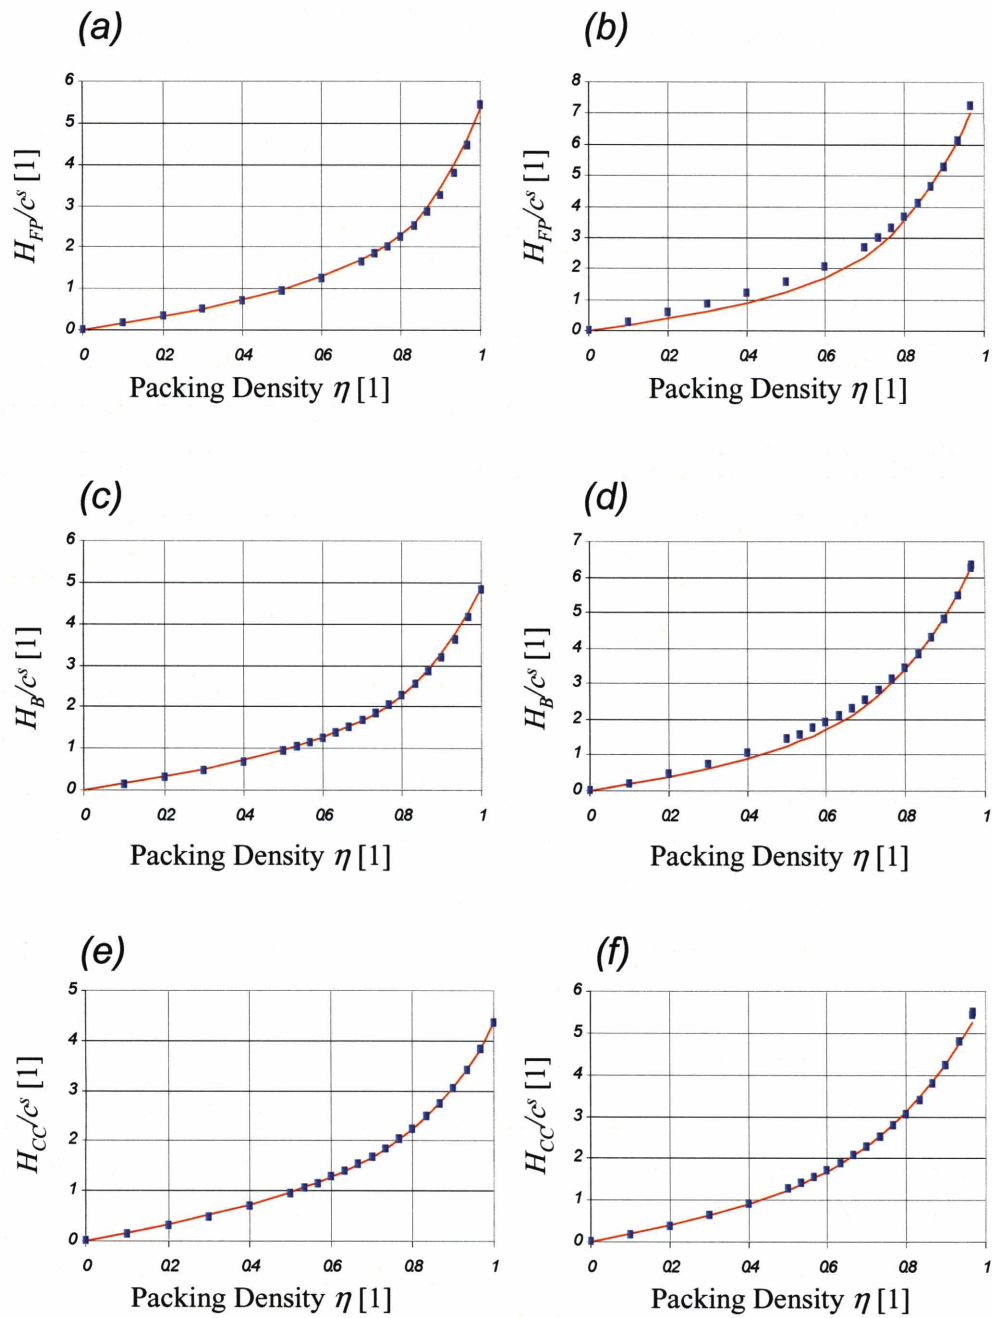 (a)
H_FP/c^s [1]
6
5
4
3
2
1
0
0 0.2 0.4 0.6 0.8 1
Packing Density η [1]
(b)
H_FP/c^s [1]
8
7
6
5
4
3
2
1
0
0 0.2 0.4 0.6 0.8 1
Packing Density η [1]
(c)
H_B/c^s [1]
6
5
4
3
2
1
0
0 0.2 0.4 0.6 0.8 1
Packing Density η [1]
(d)
H_B/c^s [1]
7
6
5
4
3
2
1
0
0 0.2 0.4 0.6 0.8 1
Packing Density η [1]
(e)
H_CC/c^s [1]
5
4
3
2
1
0
0 0.2 0.4 0.6 0.8 1
Packing Density η [1]
(f)
H_CC/c^s [1]
6
5
4
3
2
1
0
0 0.2 0.4 0.6 0.8 1
Packing Density η [1]